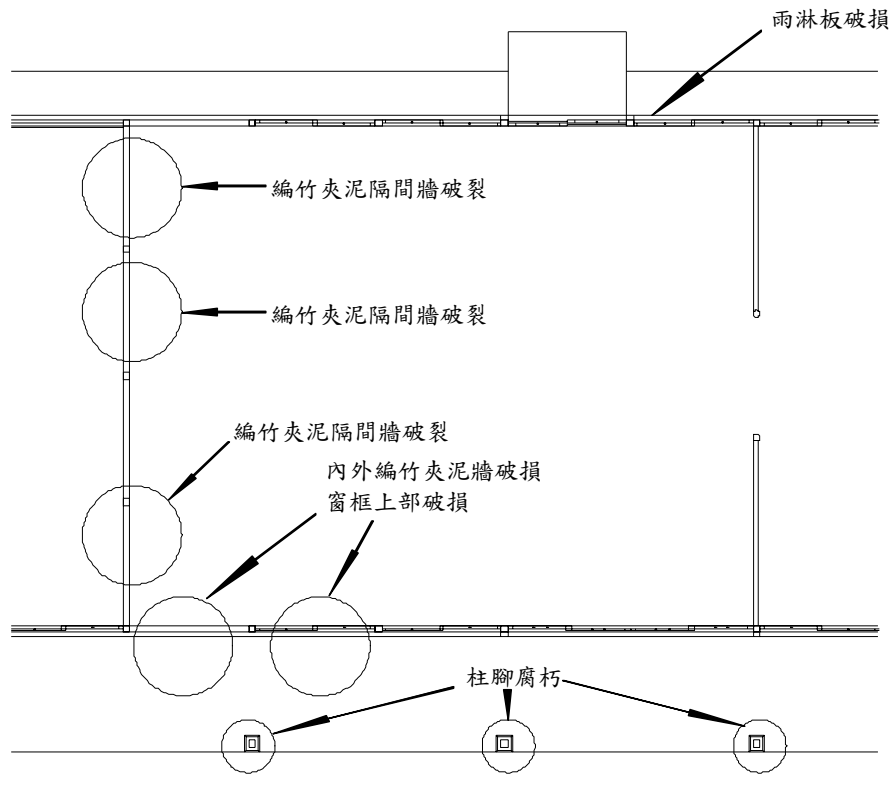 雨淋板破損
編竹夾泥隔間牆破裂
編竹夾泥隔間牆破裂
編竹夾泥隔間牆破裂
內外編竹夾泥牆破損
窗框上部破損
柱腳腐朽